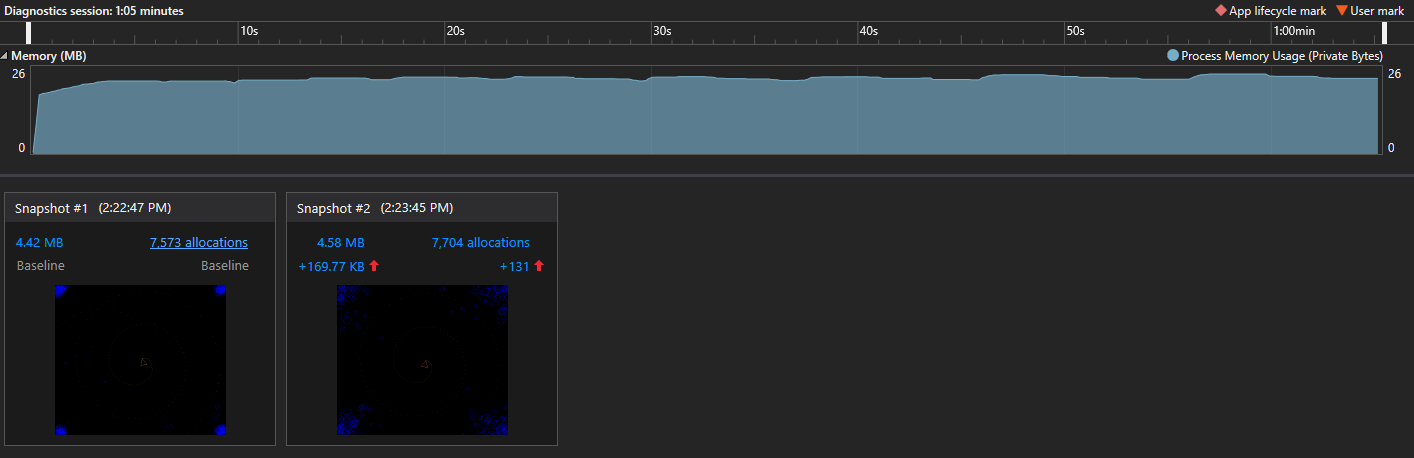 Diagnostics session: 1:05 minutes
App lifecycle mark User mark
10s 20s 30s 40s 50s 1:00min
Memory (MB) Process Memory Usage (Private Bytes)
26 26
0 0
Snapshot #1 (2:22:47 PM)
4.42 MB 7,573 allocations
Baseline Baseline
Snapshot #2 (2:23:45 PM)
4.58 MB 7,704 allocations
+169.77 KB +131